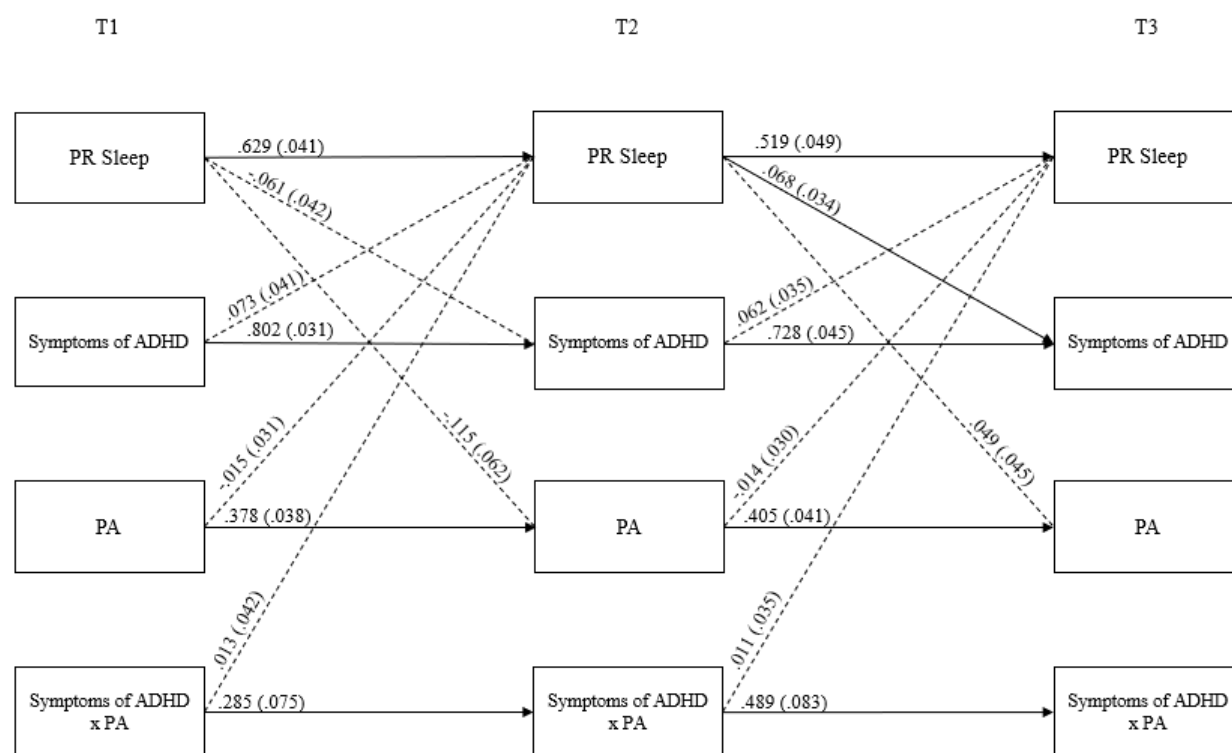 T1 T2 T3
PR Sleep .629 (.041) PR Sleep .519 (.049) PR Sleep
-.061 (.042) .068 (.034)
.073 (.041) .062 (.035)
Symptoms of ADHD .802 (.031) Symptoms of ADHD .728 (.045) Symptoms of ADHD
-.015 (.031) -.115 (.062) -.014 (.030) .049 (.045)
PA .378 (.038) PA .405 (.041) PA
.013 (.042) .011 (.035)
Symptoms of ADHD .285 (.075) Symptoms of ADHD .489 (.083) Symptoms of ADHD
x PA x PA x PA